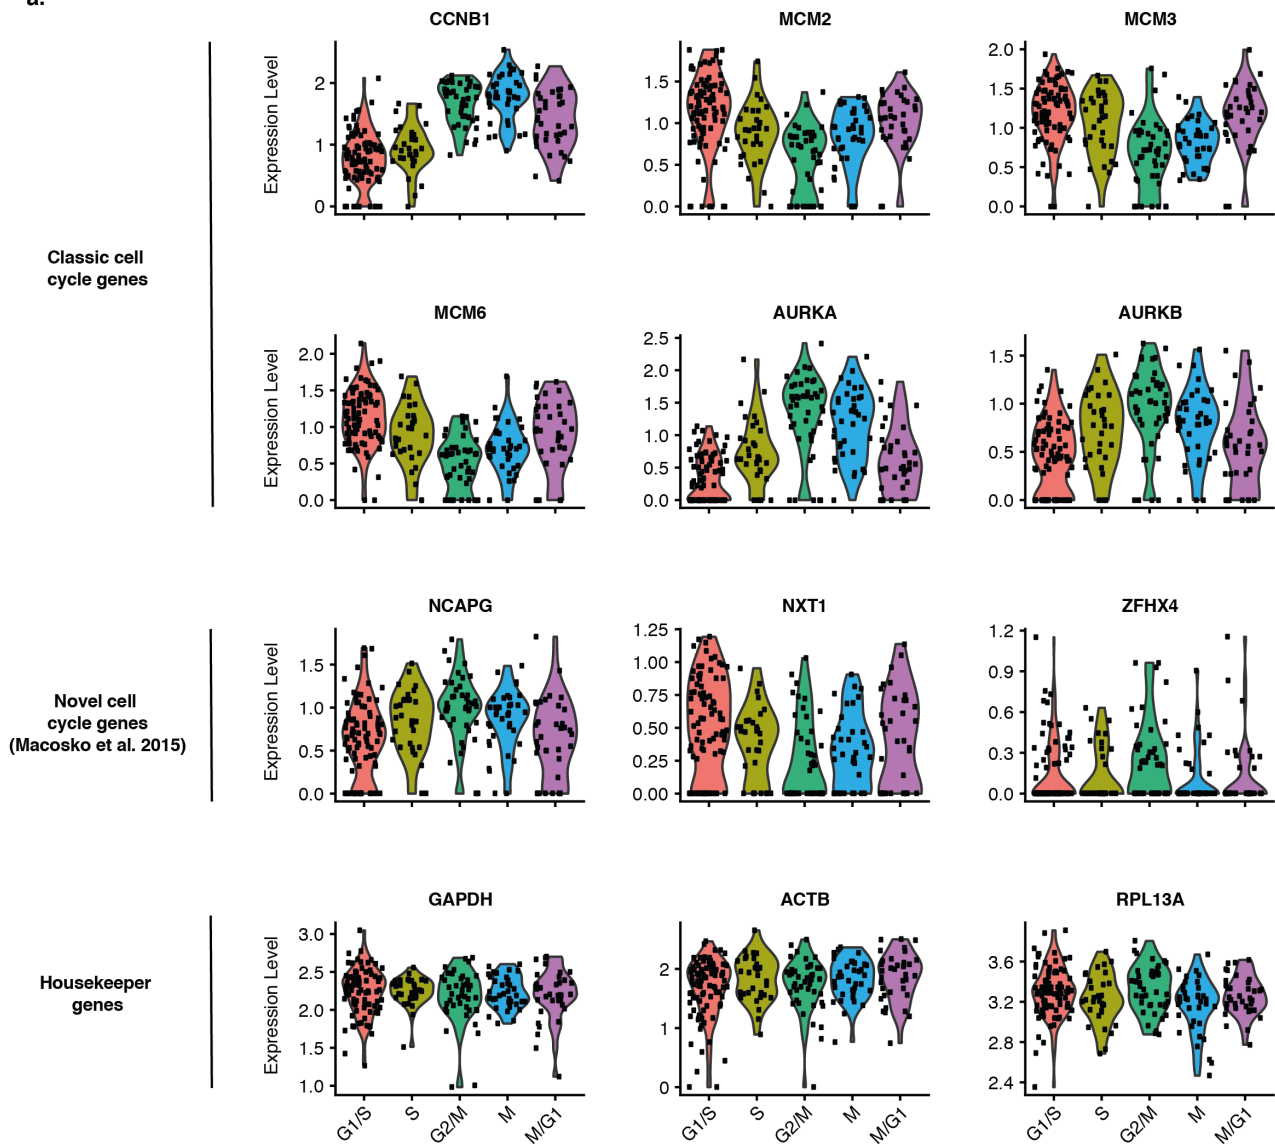 a.
CCNB1 MCM2 MCM3
Expression Level
2
1
0
1.5
1.0
0.5
0.0
2.0
1.5
1.0
0.5
0.0
Classic cell
cycle genes
MCM6 AURKA AURKB
Expression Level
2.0
1.5
1.0
0.5
0.0
2.5
2.0
1.5
1.0
0.5
0.0
1.5
1.0
0.5
0.0
NCAPG NXT1 ZFHX4
Novel cell
cycle genes
(Macosko et al. 2015)
Expression Level
1.5
1.0
0.5
0.0
1.25
1.00
0.75
0.50
0.25
0.00
1.2
0.9
0.6
0.3
0.0
GAPDH ACTB RPL13A
Housekeeper
genes
Expression Level
3.0
2.5
2.0
1.5
1.0
2
1
0
3.6
3.2
2.8
2.4
G1/S S G2/M M M/G1
G1/S S G2/M M M/G1
G1/S S G2/M M M/G1